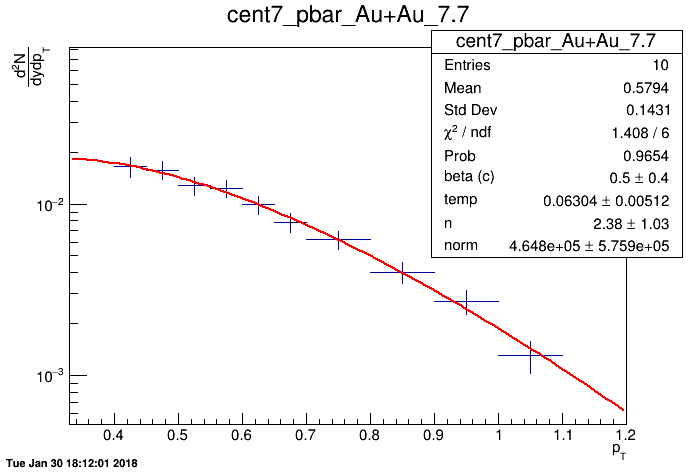 cent7_pbar_Au+Au_7.7
cent7_pbar_Au+Au_7.7
Entries 10
Mean 0.5794
Std Dev 0.1431
χ² / ndf 1.408 / 6
Prob 0.9654
beta (c) 0.5 ± 0.4
temp 0.06304 ± 0.00512
n 2.38 ± 1.03
norm 4.648e+05 ± 5.759e+05
d²N
dydp_T
10⁻²
10⁻³
0.4 0.5 0.6 0.7 0.8 0.9 1 1.1 1.2
p_T
Tue Jan 30 18:12:01 2018